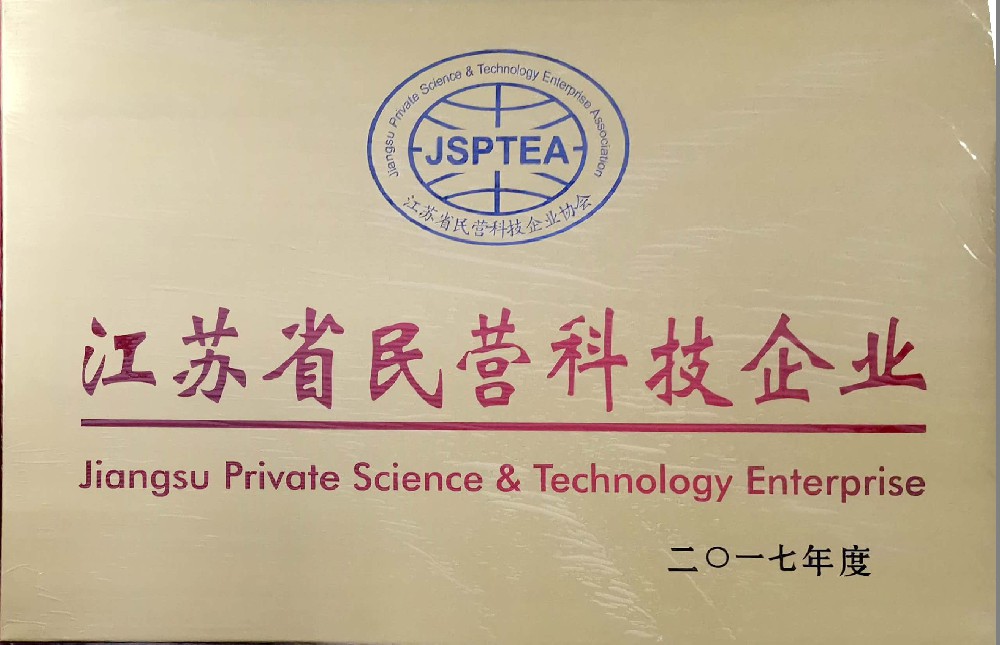 Jiangsu Private Science & Technology Enterprise Association
JSPTEA
江苏省民营科技企业协会
江苏省民营科技企业
Jiangsu Private Science & Technology Enterprise
二〇一七年度